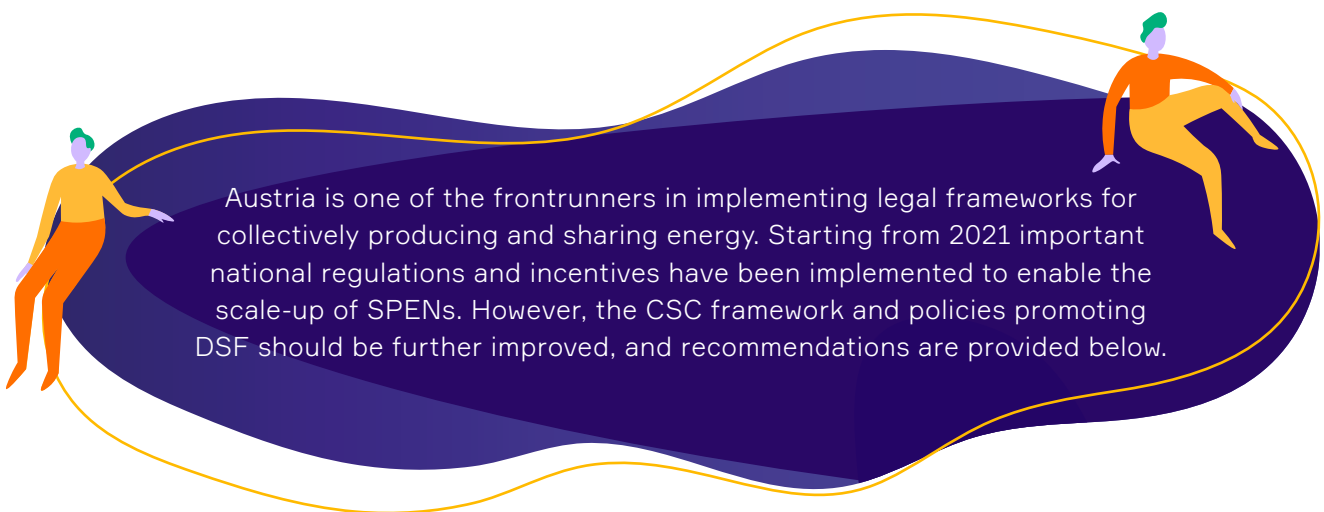 Austria is one of the frontrunners in implementing legal frameworks for
collectively producing and sharing energy. Starting from 2021 important
national regulations and incentives have been implemented to enable the
scale-up of SPENs. However, the CSC framework and policies promoting
DSF should be further improved, and recommendations are provided below.